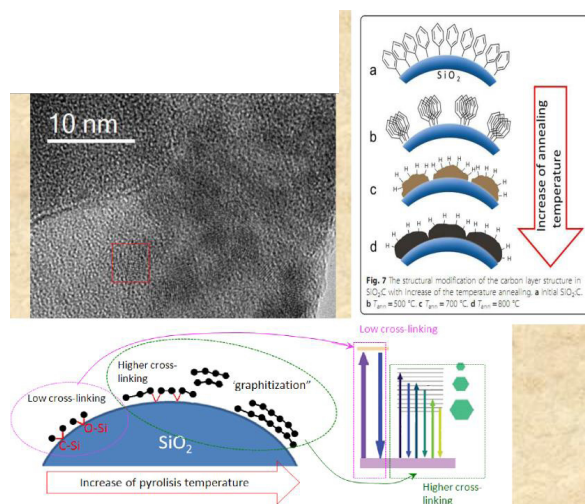 10 nm
SiO2
a
b
c
d
H H H H H H H H H
H H H H H H H H H
Increase of annealing
temperature
Fig. 7 The structural modification of the carbon layer structure in
SiO₂C with increase of the temperature annealing. a initial SiO₂:C.
b Tann = 500 °C. c Tann = 700 °C. d Tann = 800 °C
Low cross-linking
Higher cross-
linking
'graphitization"
Low cross-linking
O-Si
C-Si
SiO2
Increase of pyrolisis temperature
Higher cross-
linking